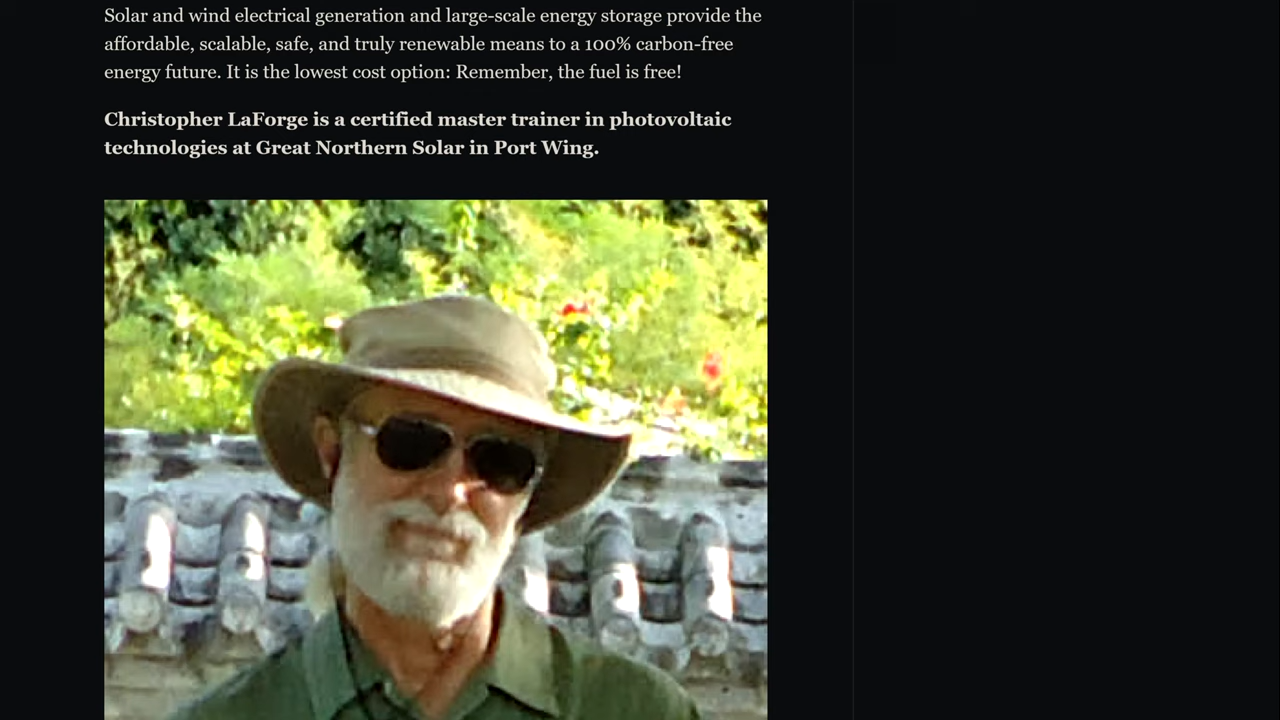 Solar and wind electrical generation and large-scale energy storage provide the
affordable, scalable, safe, and truly renewable means to a 100% carbon-free
energy future. It is the lowest cost option: Remember, the fuel is free!
Christopher LaForge is a certified master trainer in photovoltaic
technologies at Great Northern Solar in Port Wing.